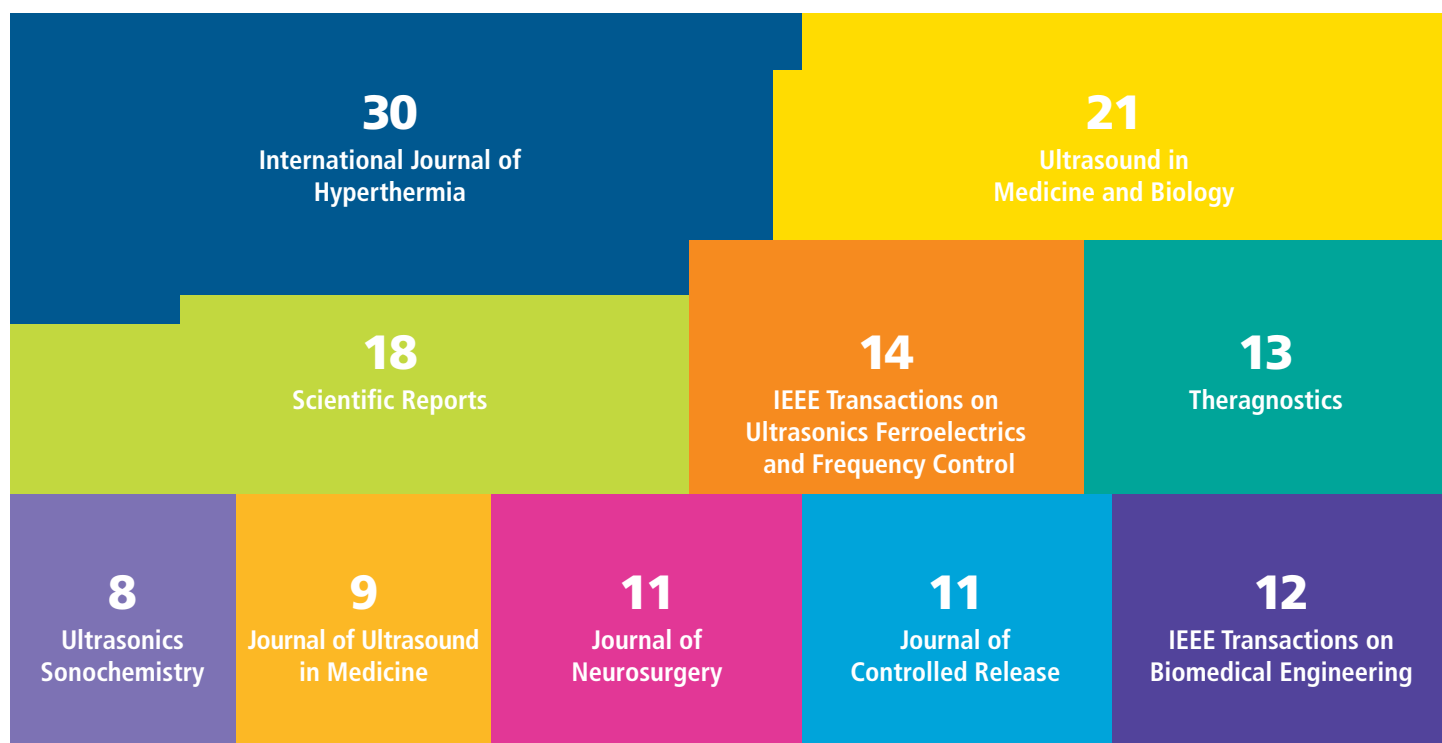 30
International Journal of
Hyperthermia
21
Ultrasound in
Medicine and Biology
18
Scientific Reports
14
IEEE Transactions on
Ultrasonics Ferroelectrics
and Frequency Control
13
Theragnostics
8
Ultrasonics
Sonochemistry
9
Journal of Ultrasound
in Medicine
11
Journal of
Neurosurgery
11
Journal of
Controlled Release
12
IEEE Transactions on
Biomedical Engineering